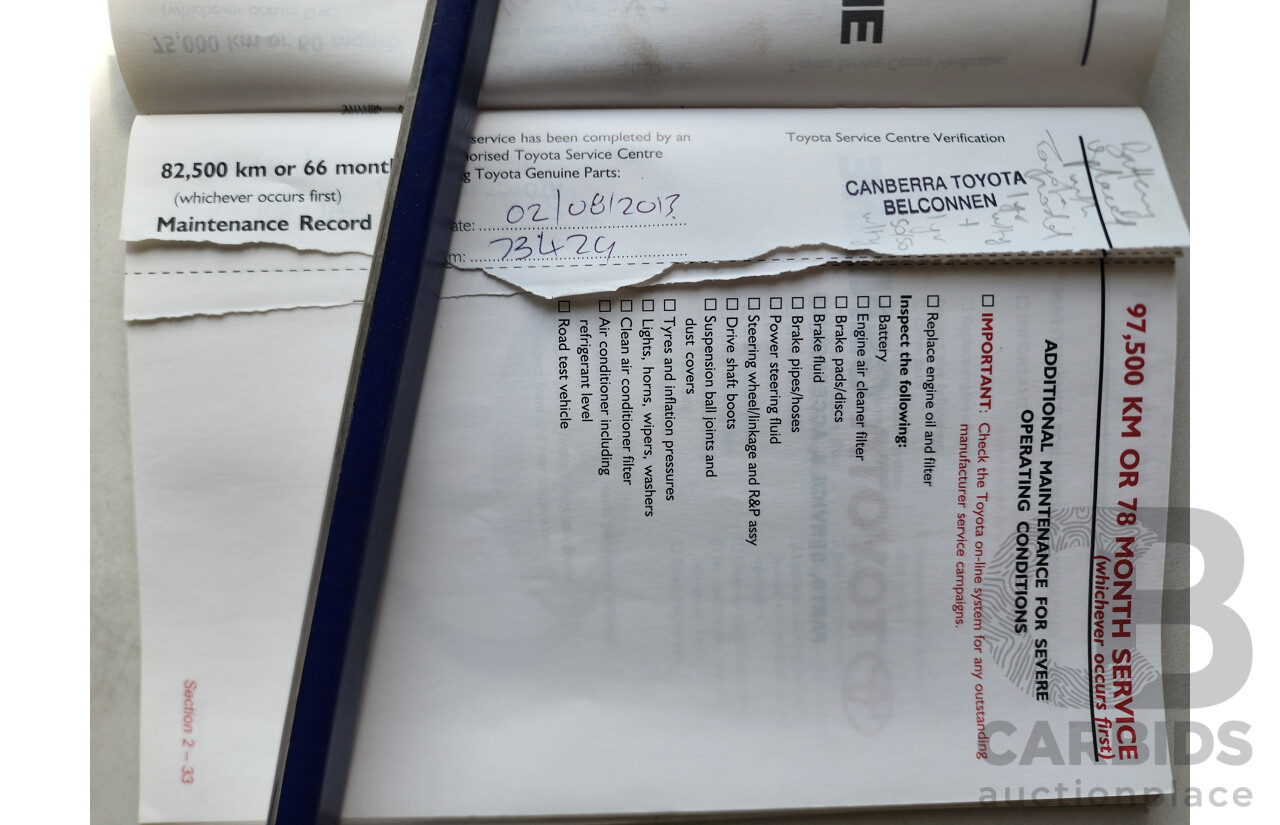 NE
75,000 km or 60 month
(whichever occurs first)
82,500 km or 66 mont
(whichever occurs first)
Maintenance Record
service has been completed by an
orised Toyota Service Centre
g Toyota Genuine Parts:
ate: 02/08/2013
m: 73424
Toyota Service Centre Verification
CANBERRA TOYOTA
BELCONNEN
Battery
97,500 KM OR 78 MONTH SERVICE
(whichever occurs first)
ADDITIONAL MAINTENANCE FOR SEVERE
OPERATING CONDITIONS
☐ IMPORTANT: Check the Toyota on-line system for any outstanding
manufacturer service campaigns.
☐ Replace engine oil and filter
Inspect the following:
☐ Battery
☐ Engine air cleaner filter
☐ Brake pads/discs
☐ Brake fluid
☐ Brake pipes/hoses
☐ Power steering fluid
☐ Steering wheel/linkage and R&P assy
☐ Drive shaft boots
☐ Suspension ball joints and
dust covers
☐ Tyres and inflation pressures
☐ Lights, horns, wipers, washers
☐ Clean air conditioner filter
☐ Air conditioner including
refrigerant level
☐ Road test vehicle
Section 2 – 33
CARBIDS
auctionplace